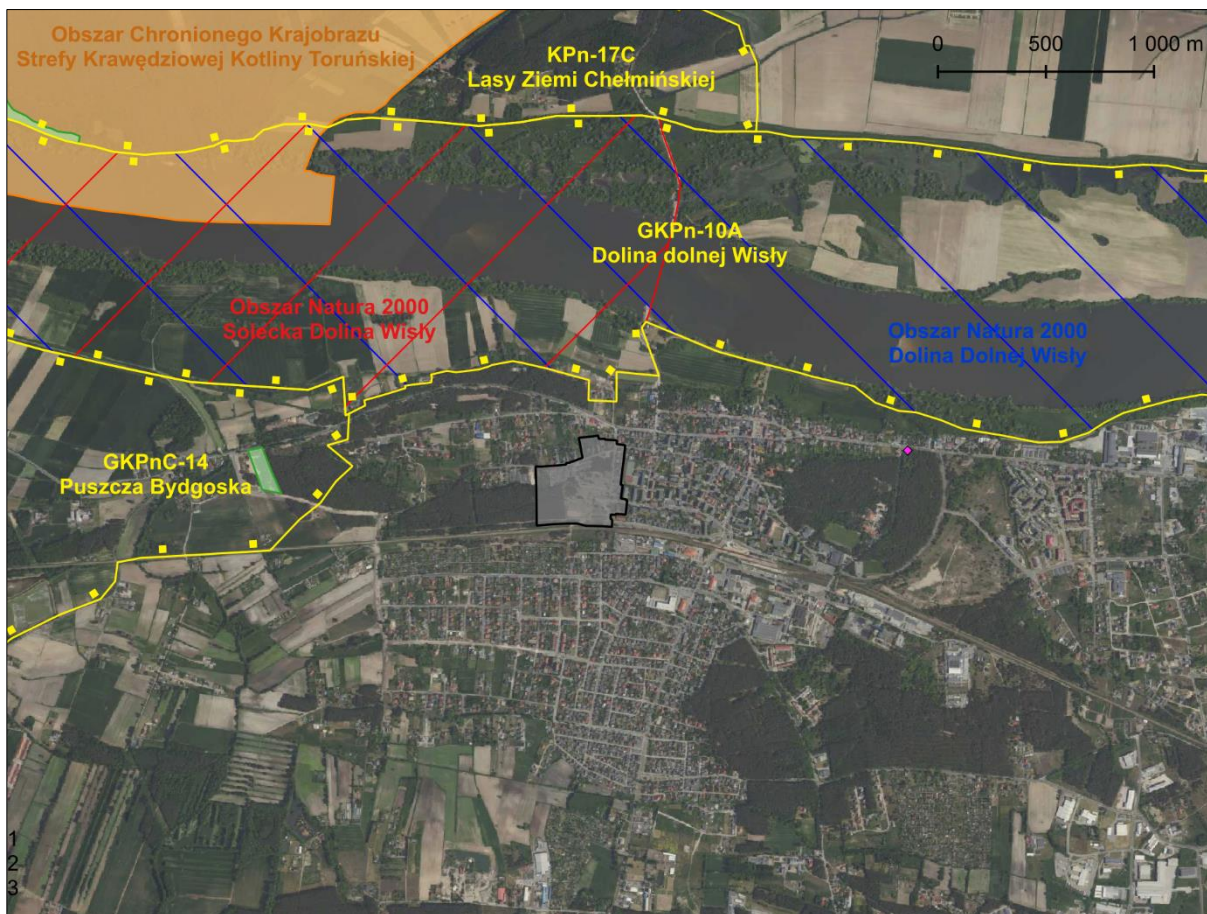 Obszar Chronionego Krajobrazu
Strefy Krawędziowej Kotliny Toruńskiej
KPn-17C
Lasy Ziemi Chełmińskiej
0 500 1 000 m
GKPn-10A
Dolina dolnej Wisły
Obszar Natura 2000
Solecka Dolina Wisły
Obszar Natura 2000
Dolina Dolnej Wisły
GKPnC-14
Puszcza Bydgoska
1
2
3